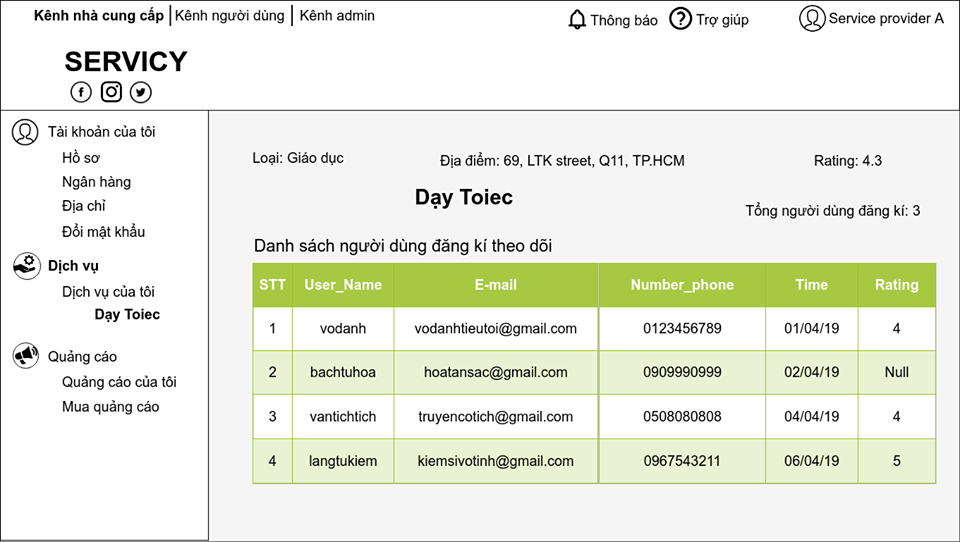 Kênh nhà cung cấp Kênh người dùng Kênh admin
Thông báo Trợ giúp Service provider A
SERVICY
Tài khoản của tôi
Hồ sơ
Ngân hàng
Địa chỉ
Đổi mật khẩu
Dịch vụ
Dịch vụ của tôi
Dạy Toiec
Quảng cáo
Quảng cáo của tôi
Mua quảng cáo
Loại: Giáo dục Địa điểm: 69, LTK street, Q11, TP.HCM Rating: 4.3
Dạy Toiec
Tổng người dùng đăng kí: 3
Danh sách người dùng đăng kí theo dõi
STT User_Name E-mail Number_phone Time Rating
1 vodanh vodanhtieutoi@gmail.com 0123456789 01/04/19 4
2 bachtuhoa hoatansac@gmail.com 0909990999 02/04/19 Null
3 vantichtich truyencotich@gmail.com 0508080808 04/04/19 4
4 langtukiem kiemsivotinh@gmail.com 0967543211 06/04/19 5